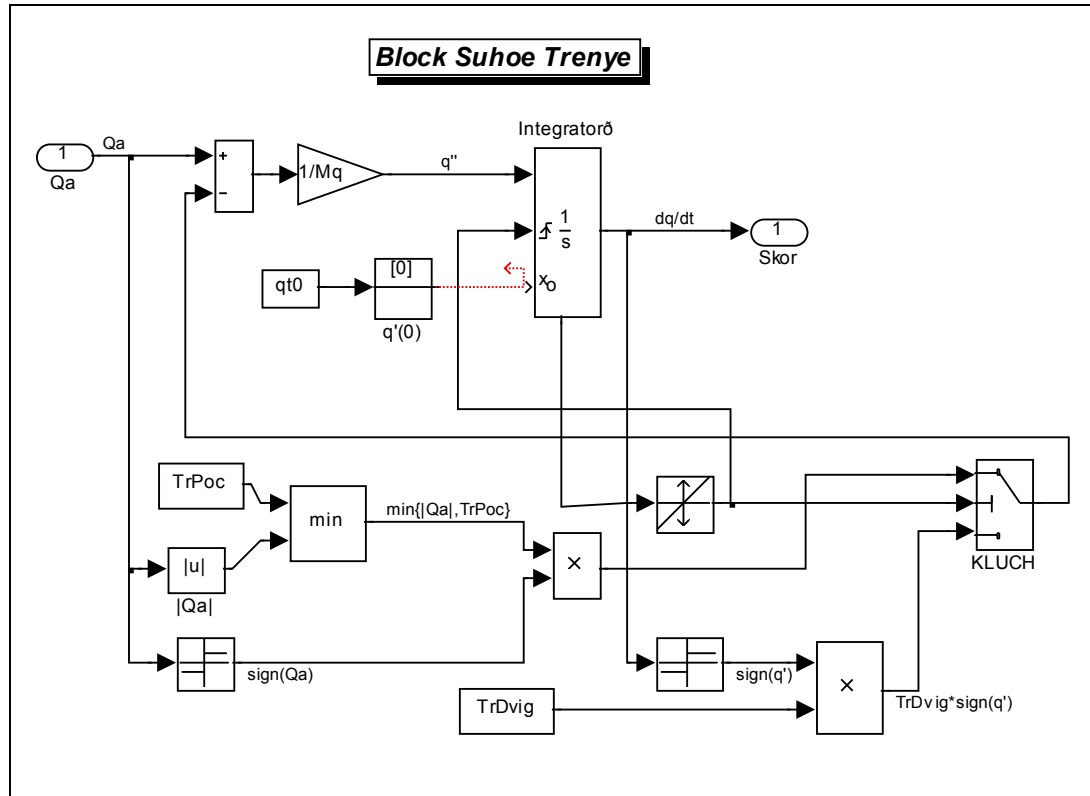 Block Suhoe Trenye
Integratorð
1
Qa
Qa
+
−
1/Mq
q''
1
s
xo
dq/dt
1
Skor
qt0
[0]
q'(0)
TrPoc
min
min{|Qa|,TrPoc}
|u|
|Qa|
×
KLUCH
sign(Qa)
sign(q')
×
TrDvig
TrDvig*sign(q')